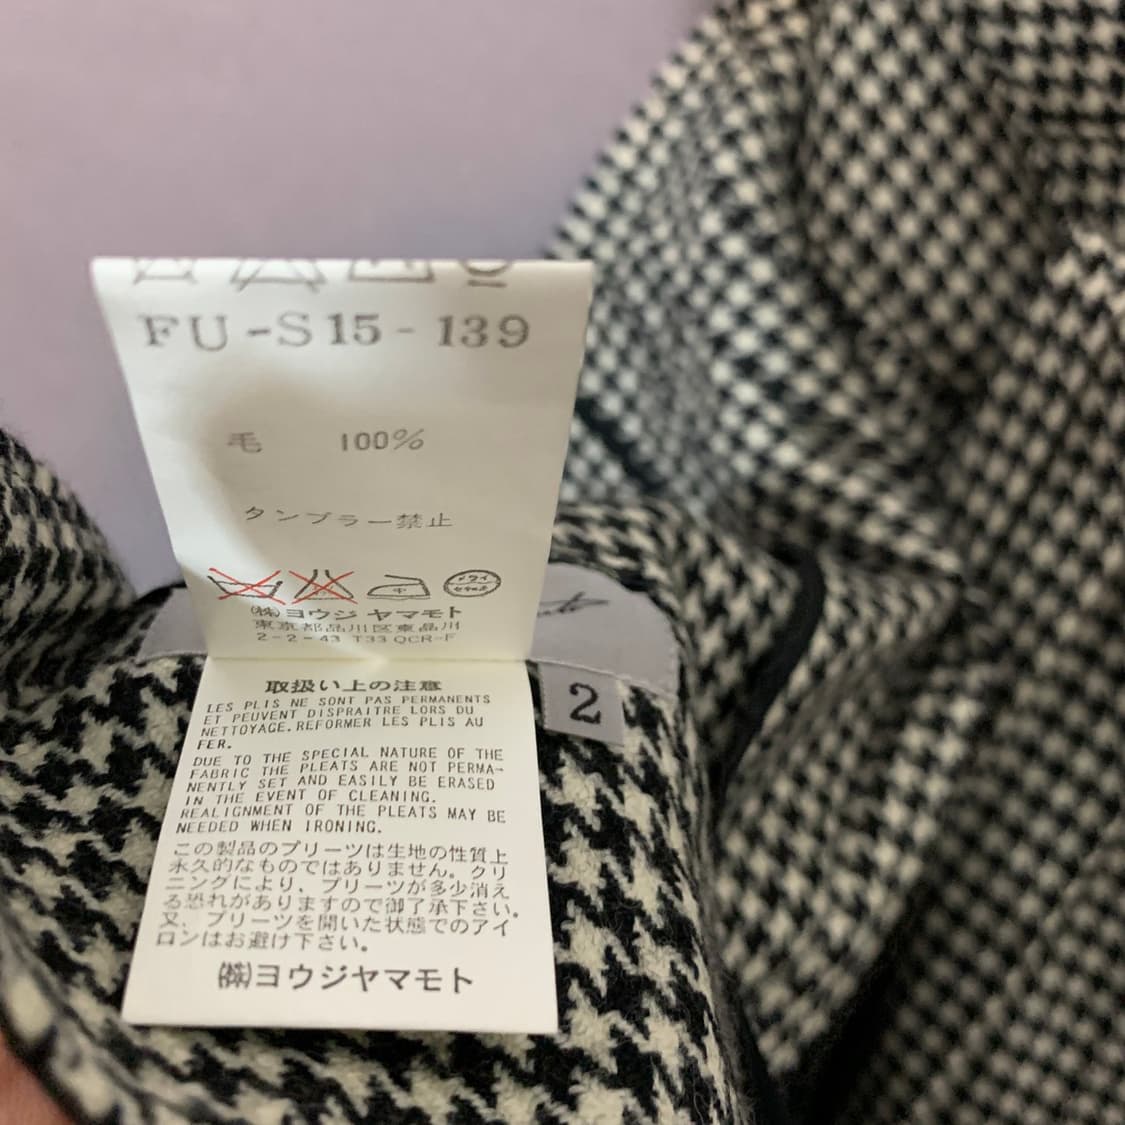 FU-S15-139
毛 100%
タンブラー禁止
ドライ
セキユ系
㈱ヨウジヤマモト
東京都品川区東品川
2-2-43 T33 QCR-F
2
取扱い上の注意
LES PLIS NE SONT PAS PERMANENTS
ET PEUVENT DISPRAITRE LORS DU
NETTOYAGE.REFORMER LES PLIS AU
FER.
DUE TO THE SPECIAL NATURE OF THE
FABRIC THE PLEATS ARE NOT PERMA-
NENTLY SET AND EASILY BE ERASED
IN THE EVENT OF CLEANING.
REALIGNMENT OF THE PLEATS MAY BE
NEEDED WHEN IRONING.
この製品のプリーツは生地の性質上
永久的なものではありません。クリ
ニングにより、プリーツが多少消え
る恐れがありますので御了承下さい。
又、プリーツを開いた状態でのアイ
ロンはお避け下さい。
㈱ヨウジヤマモト